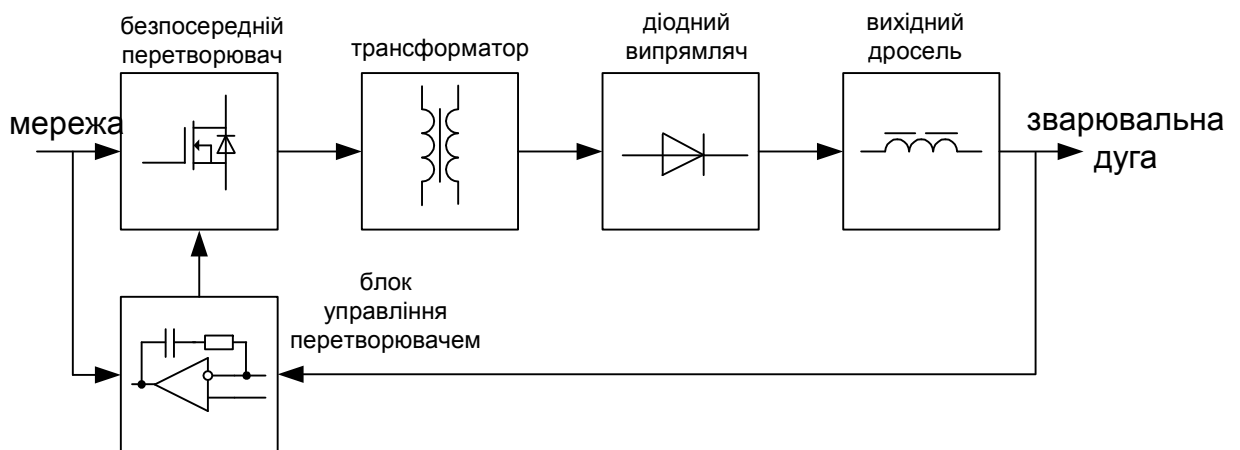 безпосередній
перетворювач
трансформатор
діодний
випрямляч
вихідний
дросель
мережа
зварювальна
дуга
блок
управління
перетворювачем